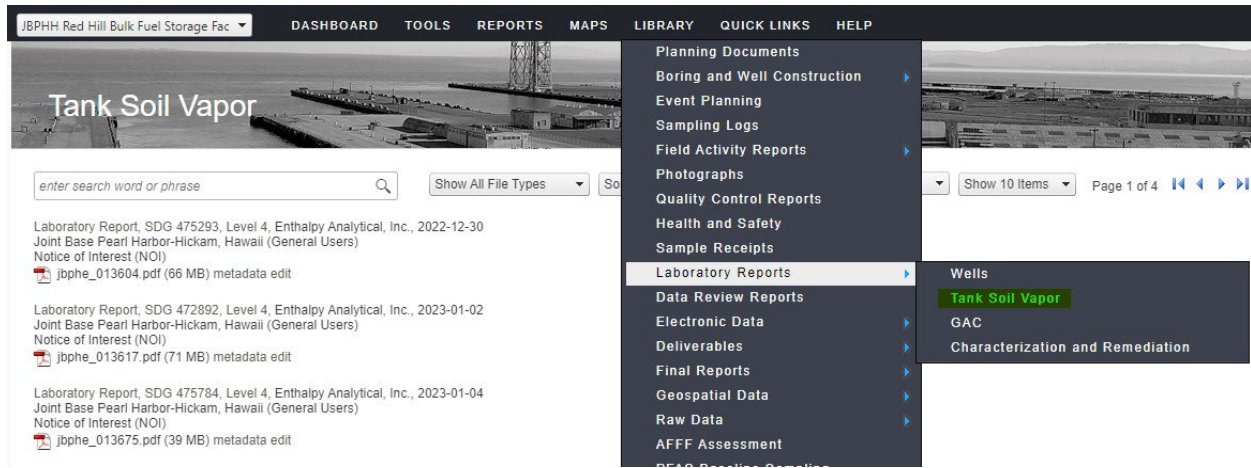 JBPHH Red Hill Bulk Fuel Storage Fac DASHBOARD TOOLS REPORTS MAPS LIBRARY QUICK LINKS HELP
Tank Soil Vapor
enter search word or phrase
Show All File Types
So
Show 10 Items
Page 1 of 4
Laboratory Report, SDG 475293, Level 4, Enthalpy Analytical, Inc., 2022-12-30
Joint Base Pearl Harbor-Hickam, Hawaii (General Users)
Notice of Interest (NOI)
jbphe_013604.pdf (66 MB) metadata edit
Laboratory Report, SDG 472892, Level 4, Enthalpy Analytical, Inc., 2023-01-02
Joint Base Pearl Harbor-Hickam, Hawaii (General Users)
Notice of Interest (NOI)
jbphe_013617.pdf (71 MB) metadata edit
Laboratory Report, SDG 475784, Level 4, Enthalpy Analytical, Inc., 2023-01-04
Joint Base Pearl Harbor-Hickam, Hawaii (General Users)
Notice of Interest (NOI)
jbphe_013675.pdf (39 MB) metadata edit
Planning Documents
Boring and Well Construction
Event Planning
Sampling Logs
Field Activity Reports
Photographs
Quality Control Reports
Health and Safety
Sample Receipts
Laboratory Reports
Data Review Reports
Electronic Data
Deliverables
Final Reports
Geospatial Data
Raw Data
AFFF Assessment
PFAS Baseline Sampling
Wells
Tank Soil Vapor
GAC
Characterization and Remediation